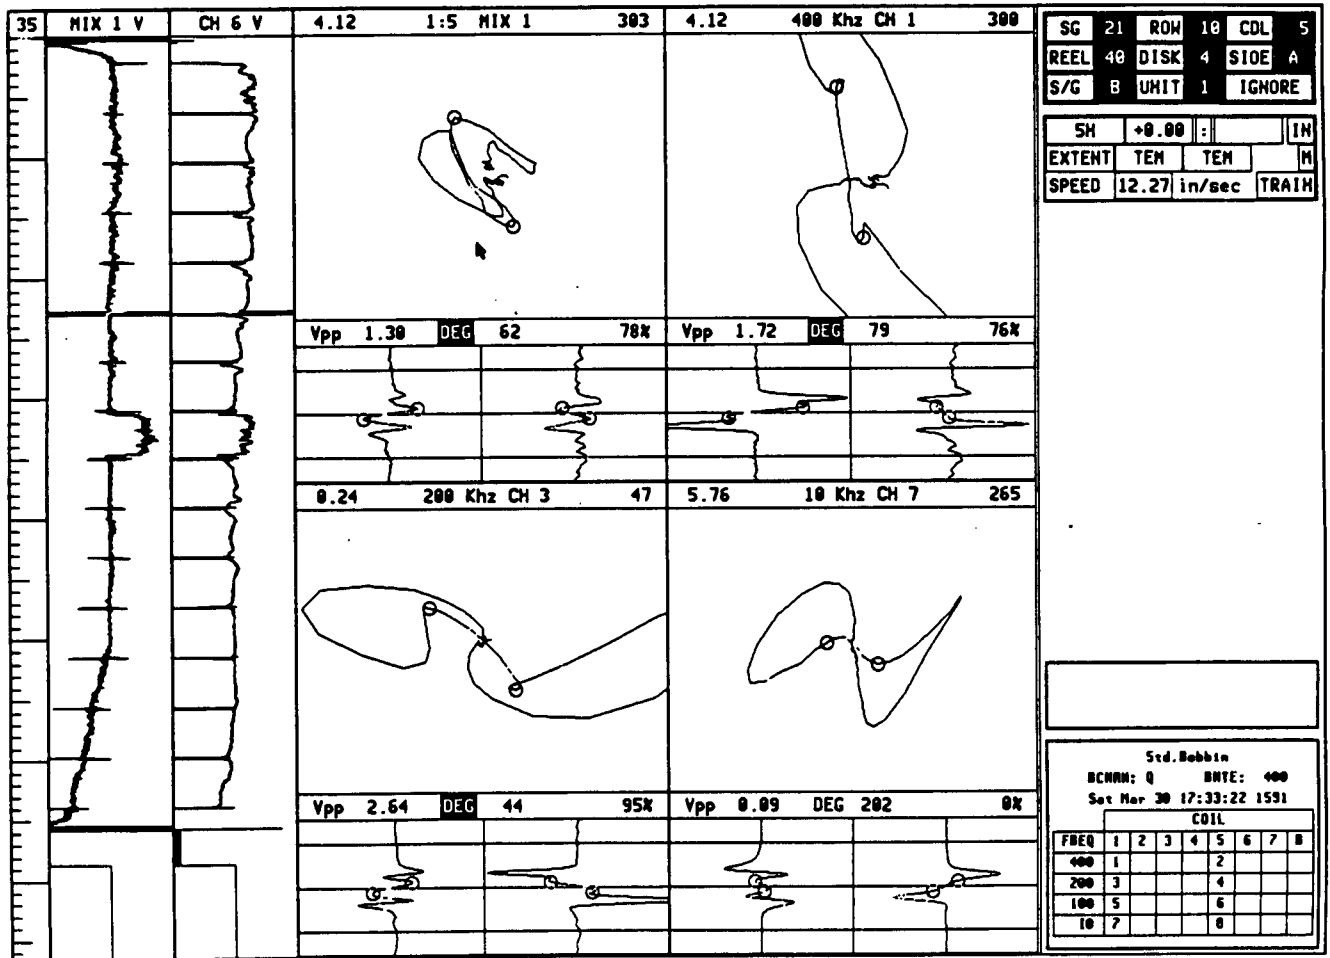 35 MIX 1 V CH 6 V
4.12 1:5 MIX 1 303
4.12 400 Khz CH 1 300
Vpp 1.30 DEG 62 78%
Vpp 1.72 DEG 79 76%
0.24 200 Khz CH 3 47
5.76 10 Khz CH 7 265
Vpp 2.64 DEG 44 95%
Vpp 0.09 DEG 202 0%
SG 21 ROW 10 COL 5
REEL 40 DISK 4 SIDE A
S/G B UNIT 1 IGNORE
5H +0.00 : IN
EXTENT TEM TEM M
SPEED 12.27 in/sec TRAIN
Std.Bobbin
BCMAN: Q BMTE: 400
Sat Mar 30 17:33:22 1591
COIL
FREQ 1 2 3 4 5 6 7 8
400 1 2
200 3 4
100 5 6
10 7 8